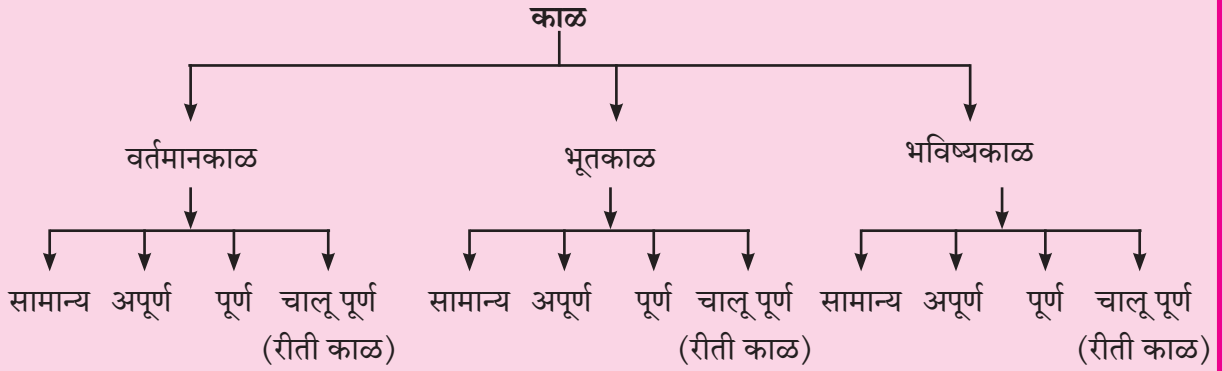 काळ
वर्तमानकाळ भूतकाळ भविष्यकाळ
सामान्य अपूर्ण पूर्ण चालू पूर्ण सामान्य अपूर्ण पूर्ण चालू पूर्ण सामान्य अपूर्ण पूर्ण चालू पूर्ण
(रीती काळ) (रीती काळ) (रीती काळ)